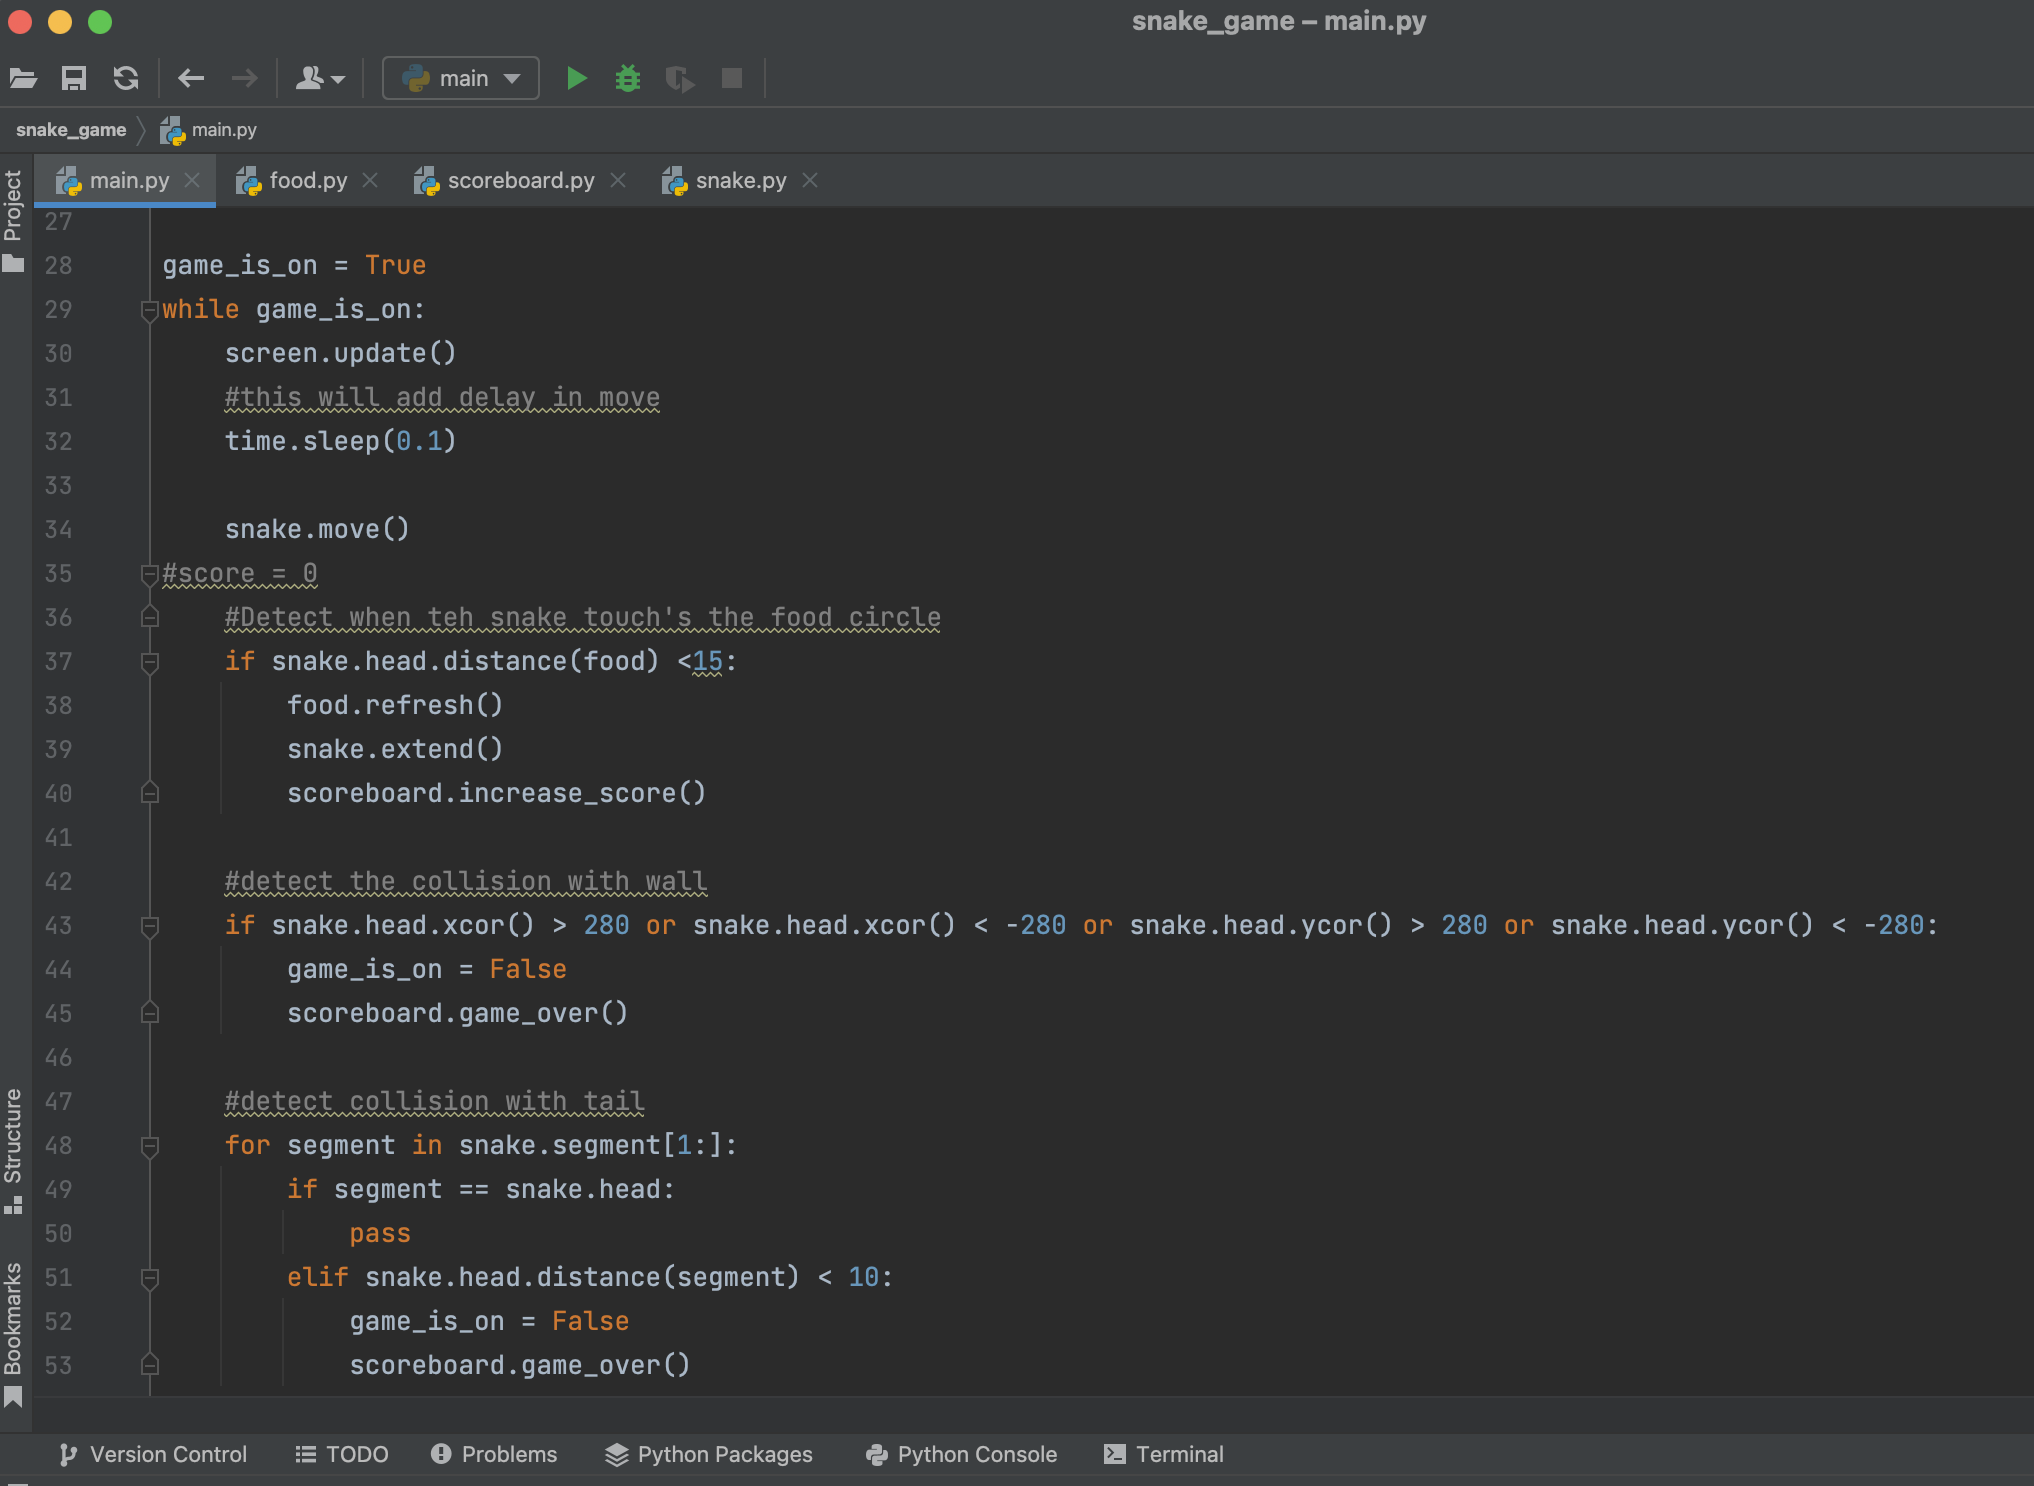 snake_game – main.py
main
snake_game main.py
main.py food.py scoreboard.py snake.py
Project
27
28 game_is_on = True
29 while game_is_on:
30     screen.update()
31     #this will add delay in move
32     time.sleep(0.1)
33
34     snake.move()
35 #score = 0
36     #Detect when teh snake touch's the food circle
37     if snake.head.distance(food) <15:
38         food.refresh()
39         snake.extend()
40         scoreboard.increase_score()
41
42     #detect the collision with wall
43     if snake.head.xcor() > 280 or snake.head.xcor() < -280 or snake.head.ycor() > 280 or snake.head.ycor() < -280:
44         game_is_on = False
45         scoreboard.game_over()
46
47     #detect collision with tail
48     for segment in snake.segment[1:]:
49         if segment == snake.head:
50             pass
51         elif snake.head.distance(segment) < 10:
52             game_is_on = False
53             scoreboard.game_over()
Structure
Bookmarks
Version Control TODO Problems Python Packages Python Console Terminal